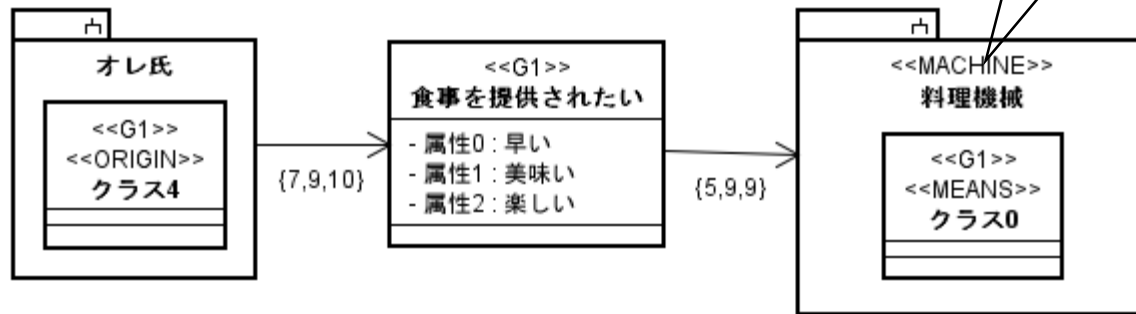 オレ氏
<<G1>>
<<ORIGIN>>
クラス4
{7,9,10}
<<G1>>
食事を提供されたい
- 属性0 : 早い
- 属性1 : 美味い
- 属性2 : 楽しい
{5,9,9}
<<MACHINE>>
料理機械
<<G1>>
<<MEANS>>
クラス0